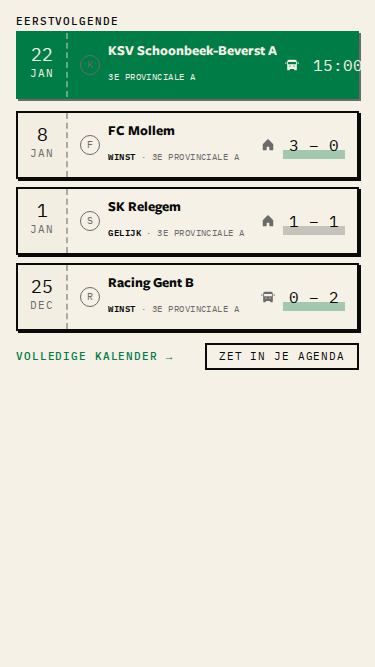 EERSTVOLGENDE
22
JAN
K
KSV Schoonbeek-Beverst A
3E PROVINCIALE A
15:00
8
JAN
F
FC Mollem
WINST · 3E PROVINCIALE A
3 – 0
1
JAN
S
SK Relegem
GELIJK · 3E PROVINCIALE A
1 – 1
25
DEC
R
Racing Gent B
WINST · 3E PROVINCIALE A
0 – 2
VOLLEDIGE KALENDER →
ZET IN JE AGENDA